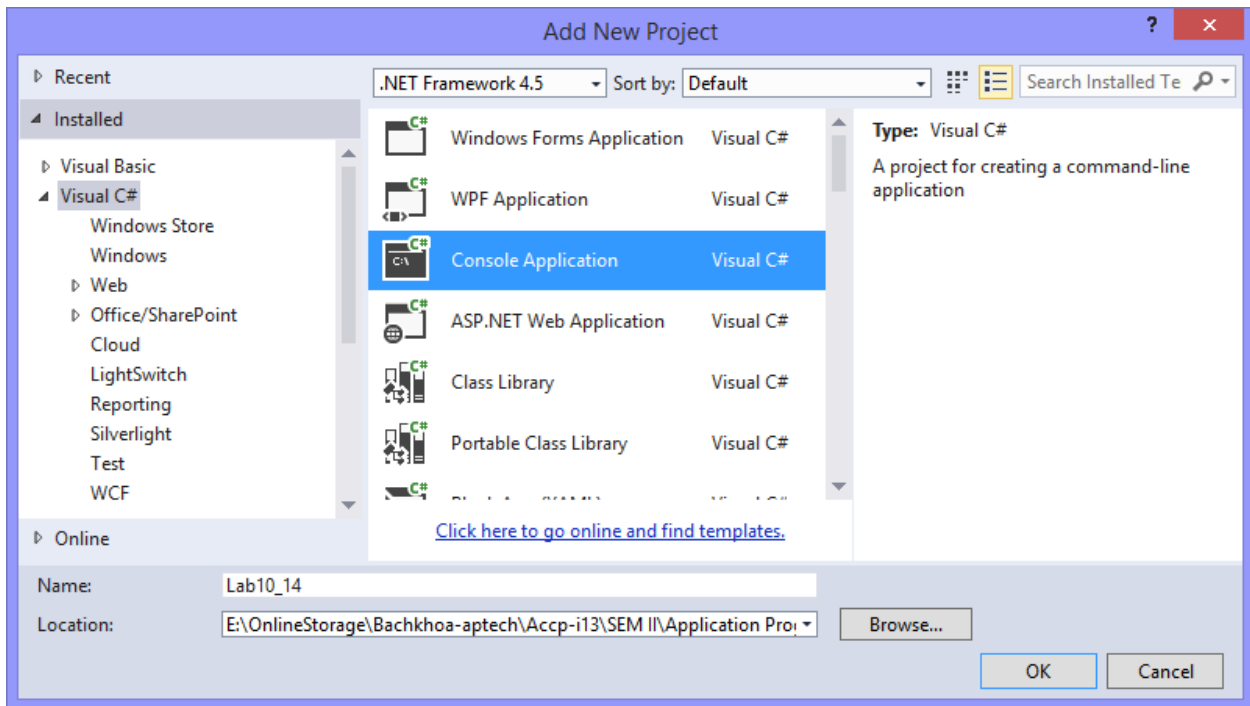 Add New Project
?
Recent
.NET Framework 4.5
Sort by:
Default
Search Installed Te
Installed
Visual Basic
Visual C#
Windows Store
Windows
Web
Office/SharePoint
Cloud
LightSwitch
Reporting
Silverlight
Test
WCF
Online
Windows Forms Application Visual C#
WPF Application Visual C#
Console Application Visual C#
ASP.NET Web Application Visual C#
Class Library Visual C#
Portable Class Library Visual C#
Click here to go online and find templates.
Type: Visual C#
A project for creating a command-line
application
Name: Lab10_14
Location: E:\OnlineStorage\Bachkhoa-aptech\Accp-i13\SEM II\Application
Browse...
OK Cancel